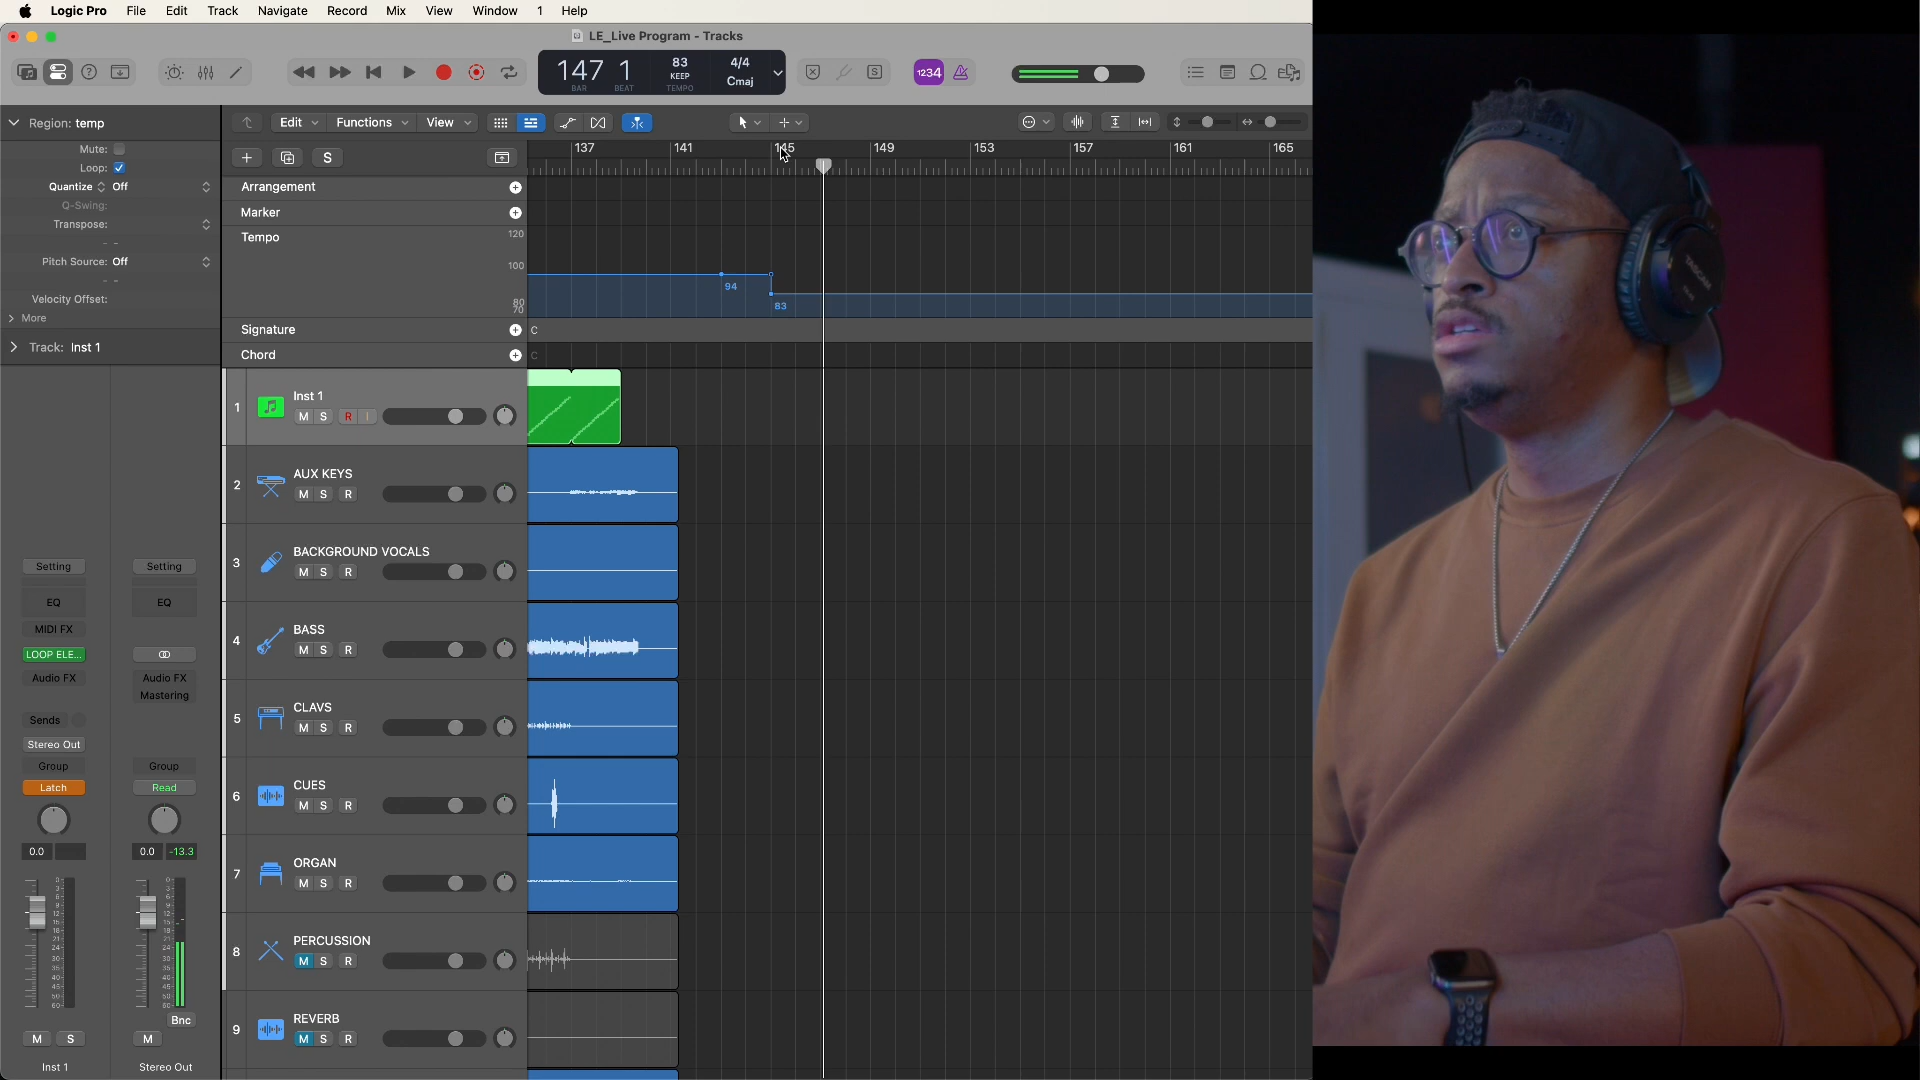 Logic Pro File Edit Track Navigate Record Mix View Window 1 Help
LE_Live Program - Tracks
147 1 83 4/4
KEEP Cmaj
BAR BEAT TEMPO
1234
Region: temp
Edit Functions View
Mute:
Loop:
Quantize Off
Q-Swing:
Transpose:
Pitch Source: Off
Velocity Offset:
More
Track: Inst 1
S
137 141 145 149 153 157 161 165
Arrangement
Marker
Tempo
120
100
80
70
94
83
Signature C
Chord C
1 Inst 1
M S R I
2 AUX KEYS
M S R
3 BACKGROUND VOCALS
M S R
4 BASS
M S R
5 CLAVS
M S R
6 CUES
M S R
7 ORGAN
M S R
8 PERCUSSION
M S R
9 REVERB
M S R
Setting Setting
EQ EQ
MIDI FX
LOOP ELE...
Audio FX Audio FX
Mastering
Sends
Stereo Out
Group Group
Latch Read
0.0 0.0 -13.3
Bnc
M S M
Inst 1 Stereo Out
TASCAM